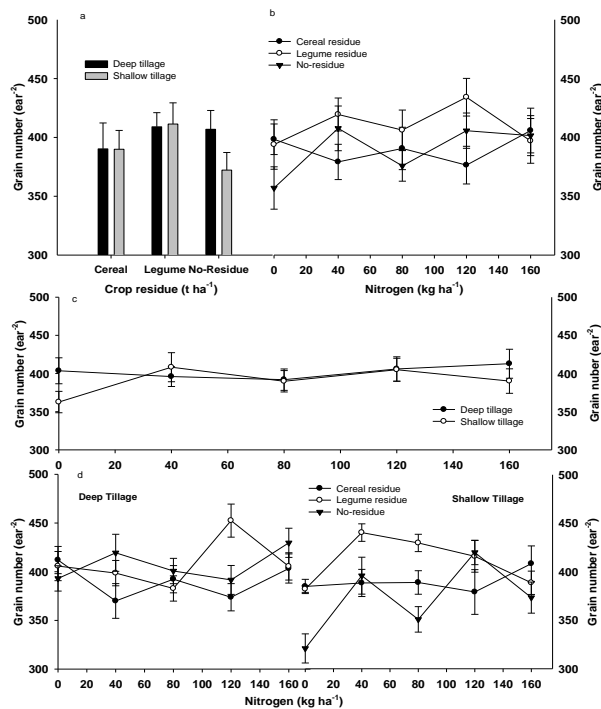 a
Deep tillage
Shallow tillage
Grain number (ear⁻²)
500
450
400
350
300
Cereal Legume No-Residue
Crop residue (t ha⁻¹)
b
Cereal residue
Legume residue
No-residue
0 20 40 60 80 100 120 140 160
Nitrogen (kg ha⁻¹)
500
450
400
350
300
Grain number (ear⁻²)
c
Grain number (ear⁻²)
500
450
400
350
300
0 20 40 60 80 100 120 140 160
Deep tillage
Shallow tillage
500
450
400
350
300
Grain number (ear⁻²)
d
Deep Tillage
Grain number (ear⁻²)
500
450
400
350
300
0 20 40 60 80 100 120 140 160
Cereal residue
Legume residue
No-residue
Shallow Tillage
0 20 40 60 80 100 120 140 160
500
450
400
350
300
Grain number (ear⁻²)
Nitrogen (kg ha⁻¹)